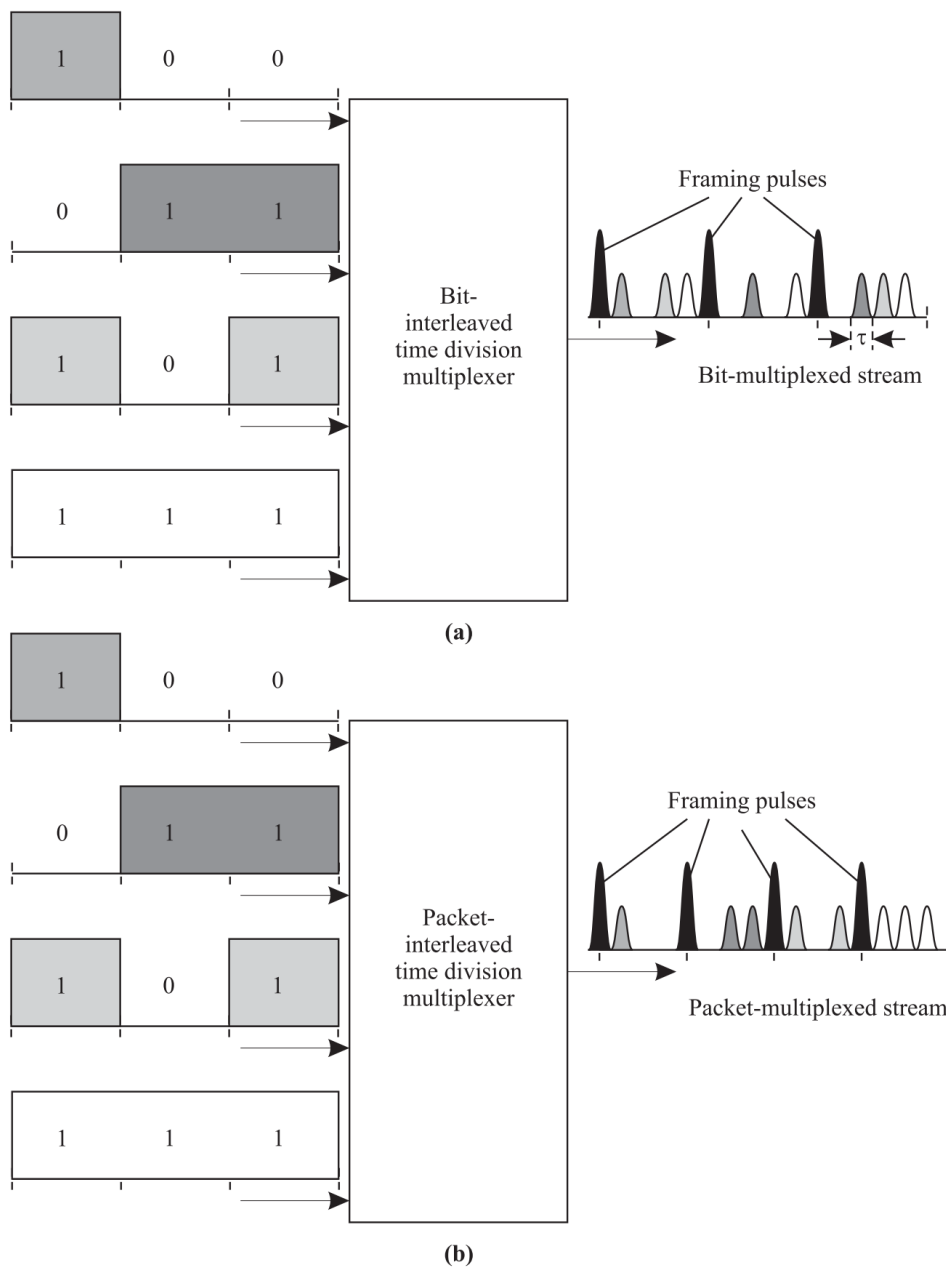 1 0 0
0 1 1
1 0 1
1 1 1
Bit-
interleaved
time division
multiplexer
Framing pulses
τ
Bit-multiplexed stream
(a)
1 0 0
0 1 1
1 0 1
1 1 1
Packet-
interleaved
time division
multiplexer
Framing pulses
Packet-multiplexed stream
(b)